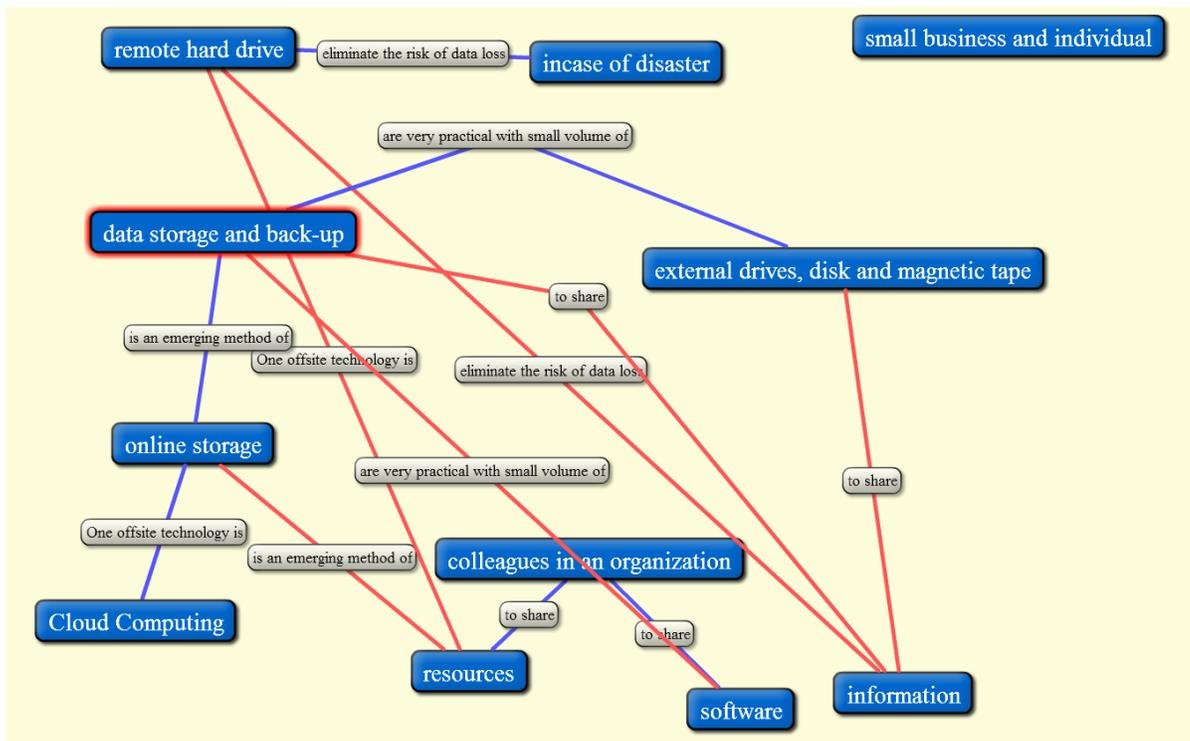 small business and individual
remote hard drive
eliminate the risk of data loss
incase of disaster
are very practical with small volume of
data storage and back-up
external drives, disk and magnetic tape
to share
is an emerging method of
One offsite technology is
eliminate the risk of data loss
online storage
are very practical with small volume of
to share
One offsite technology is
is an emerging method of
colleagues in an organization
Cloud Computing
to share
to share
resources
information
software